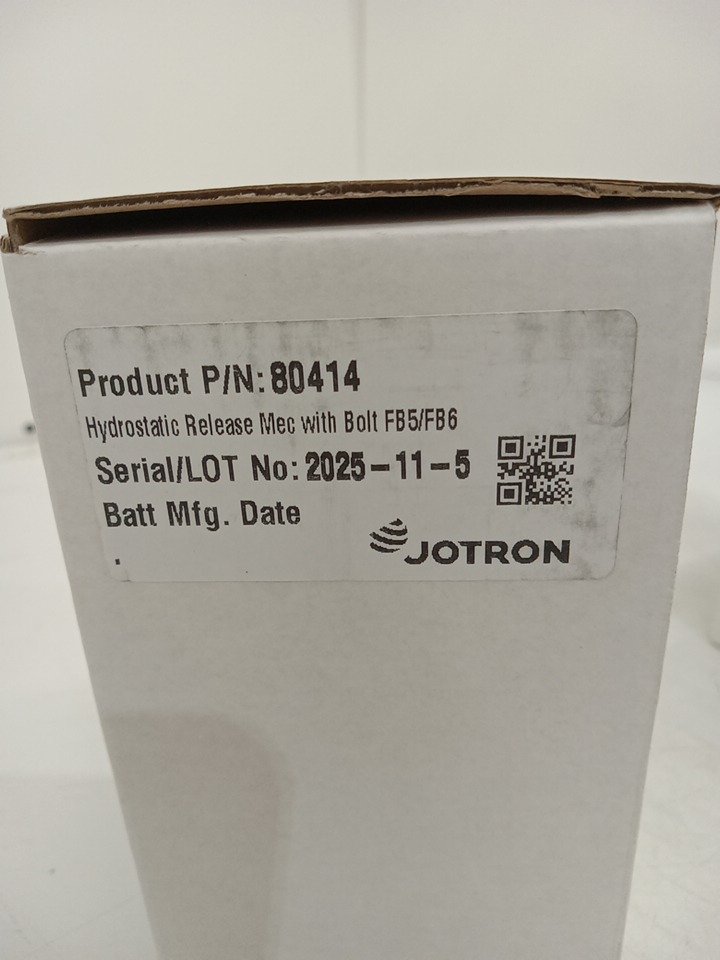 Product P/N: 80414
Hydrostatic Release Mec with Bolt FB5/FB6
Serial/LOT No: 2025-11-5
Batt Mfg. Date
.
JOTRON